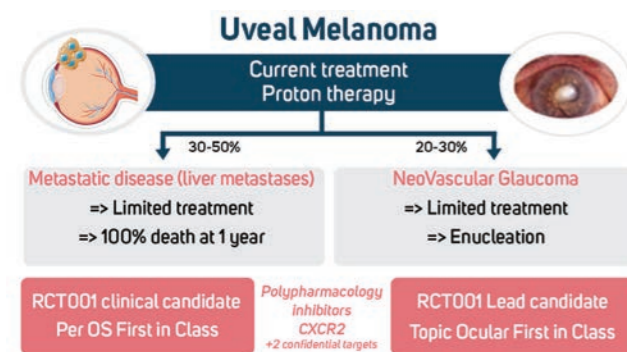 Uveal Melanoma
Current treatment
Proton therapy
30-50%
20-30%
Metastatic disease (liver metastases)
=> Limited treatment
=> 100% death at 1 year
NeoVascular Glaucoma
=> Limited treatment
=> Enucleation
RCT001 clinical candidate
Per OS First in Class
Polypharmacology
inhibitors
CXCR2
+2 confidential targets
RCT001 Lead candidate
Topic Ocular First in Class